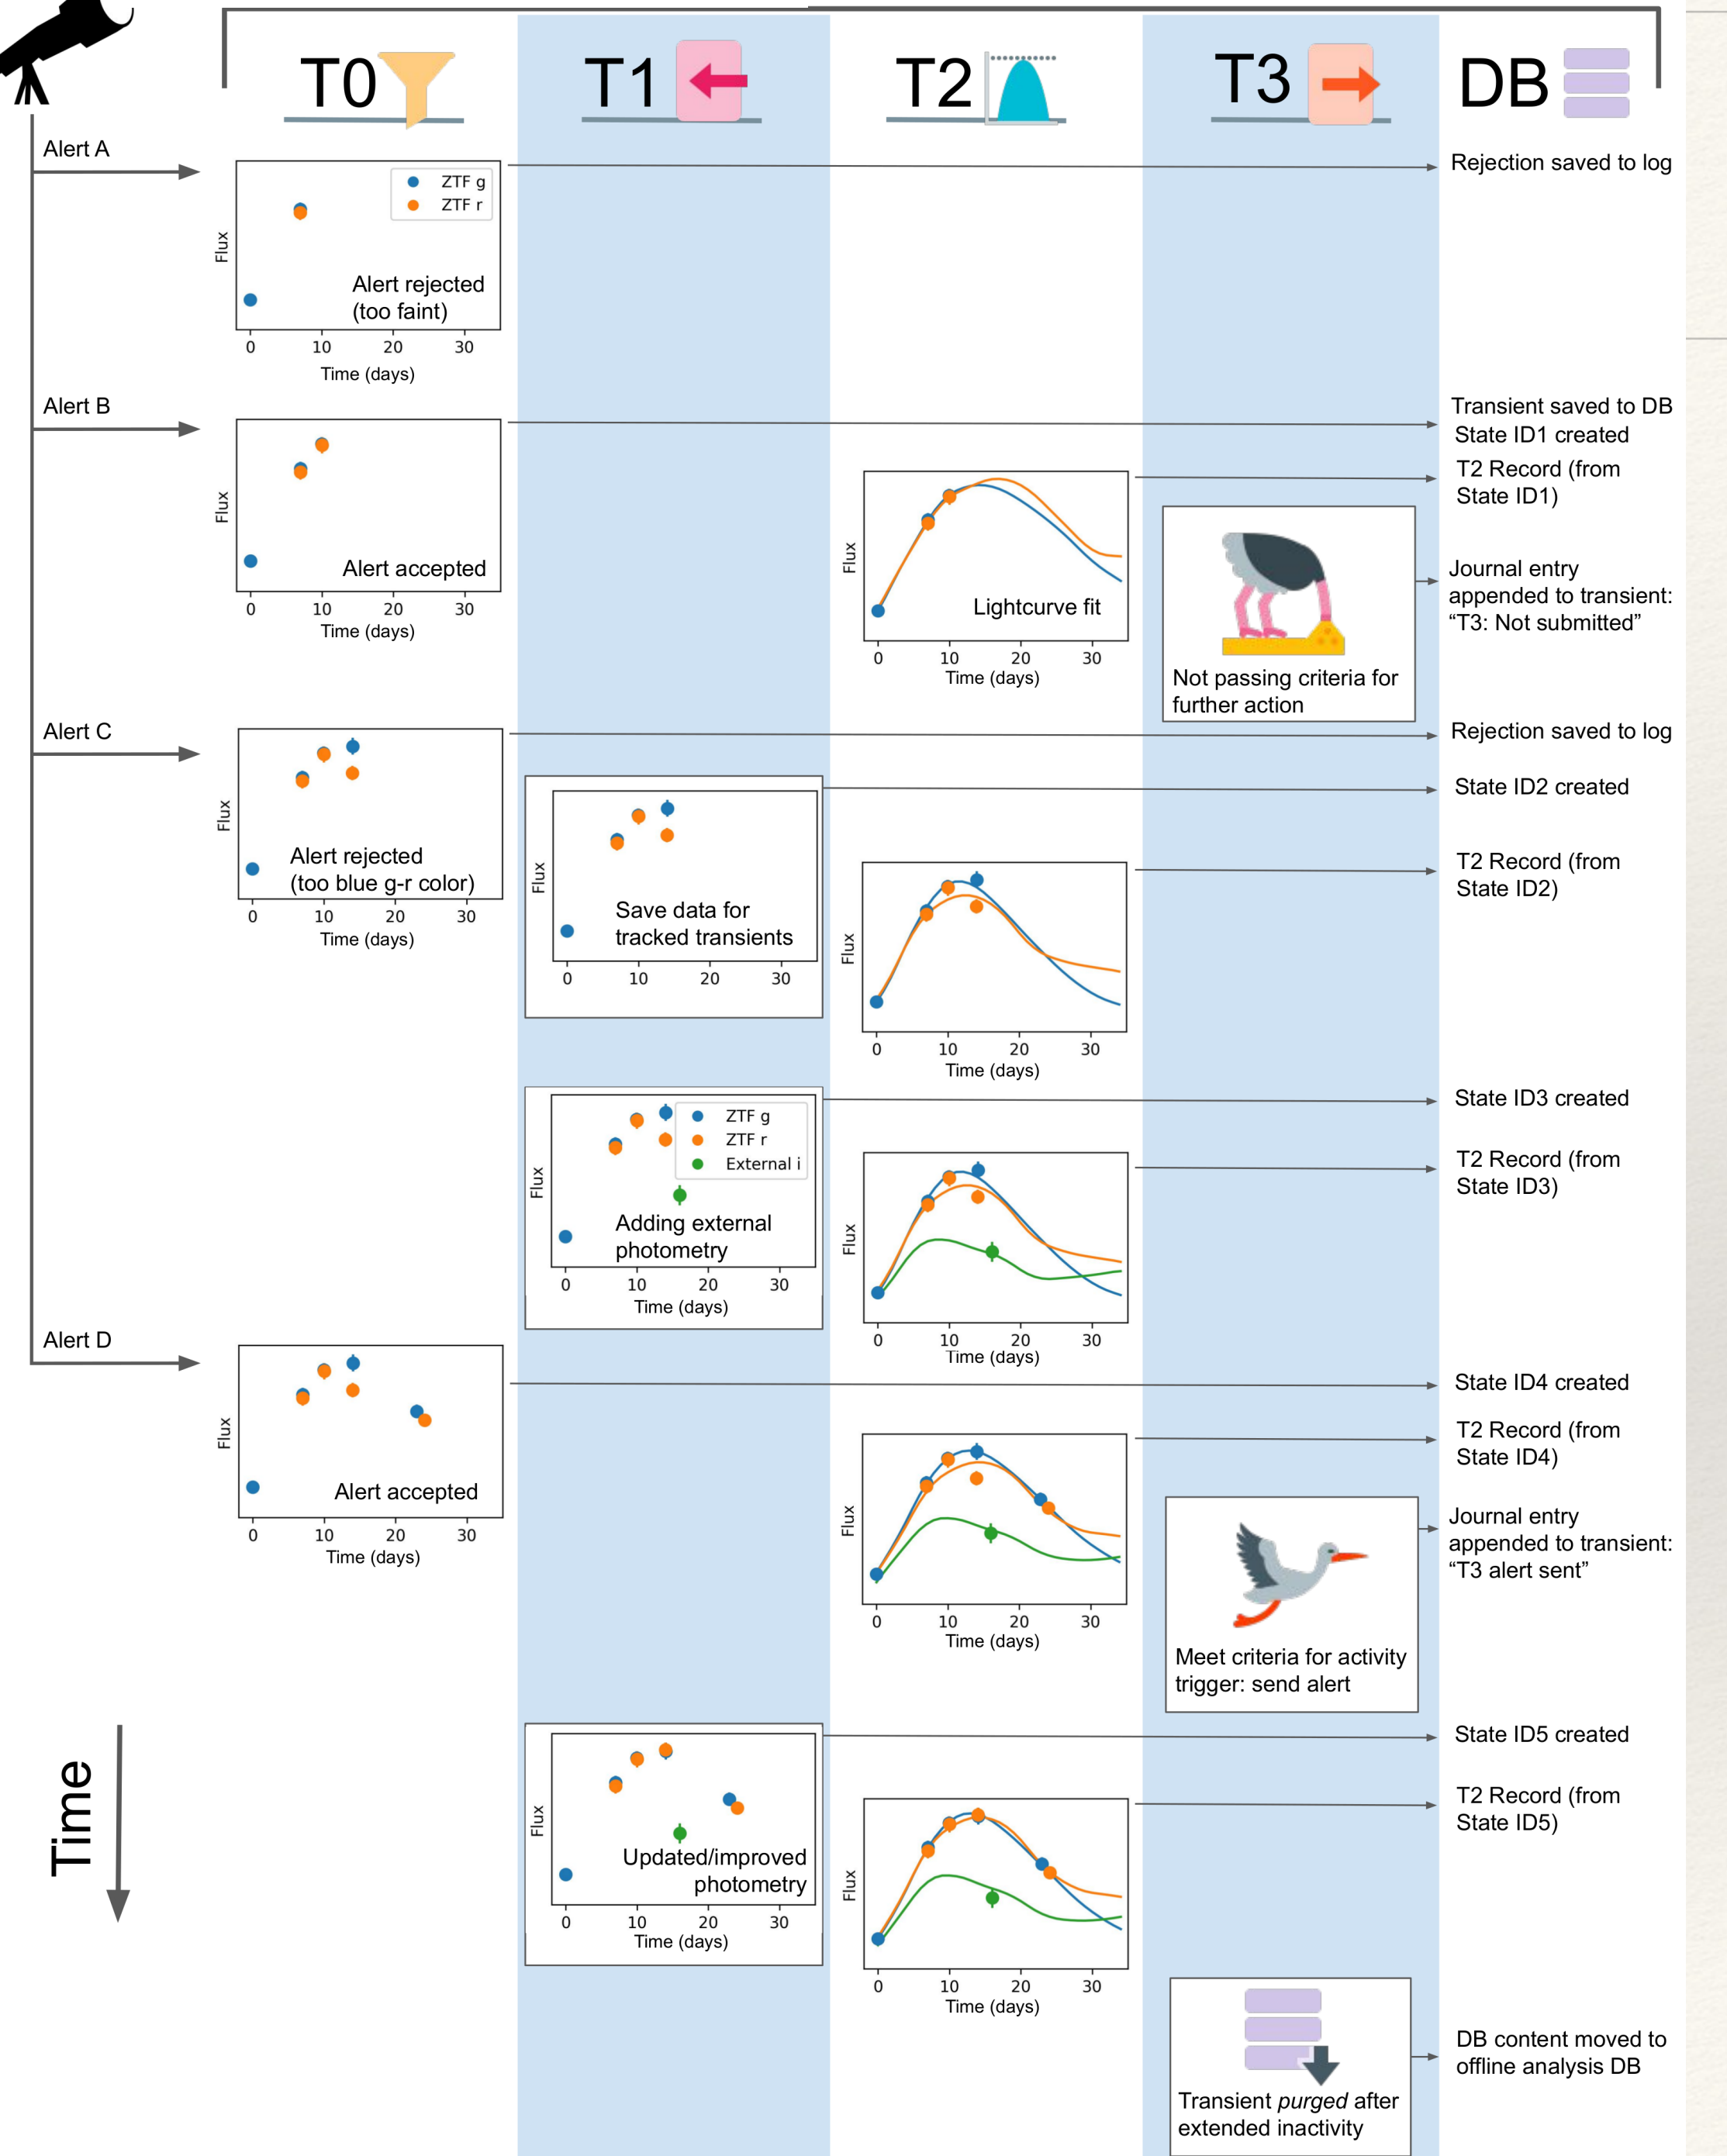 T0
T1
T2
T3
DB
Alert A
ZTF g
ZTF r
Flux
Alert rejected
(too faint)
0 10 20 30
Time (days)
Rejection saved to log
Alert B
Flux
Alert accepted
0 10 20 30
Time (days)
Transient saved to DB
State ID1 created
Flux
Lightcurve fit
0 10 20 30
Time (days)
T2 Record (from
State ID1)
Not passing criteria for
further action
Journal entry
appended to transient:
“T3: Not submitted”
Alert C
Flux
Alert rejected
(too blue g-r color)
0 10 20 30
Time (days)
Rejection saved to log
Flux
Save data for
tracked transients
0 10 20 30
State ID2 created
Flux
0 10 20 30
Time (days)
T2 Record (from
State ID2)
ZTF g
ZTF r
External i
Flux
Adding external
photometry
0 10 20 30
Time (days)
State ID3 created
Flux
0 10 20 30
Time (days)
T2 Record (from
State ID3)
Alert D
Flux
Alert accepted
0 10 20 30
Time (days)
State ID4 created
Flux
0 10 20 30
Time (days)
T2 Record (from
State ID4)
Meet criteria for activity
trigger: send alert
Journal entry
appended to transient:
“T3 alert sent”
Time
Flux
Updated/improved
photometry
0 10 20 30
Time (days)
State ID5 created
Flux
0 10 20 30
Time (days)
T2 Record (from
State ID5)
Transient purged after
extended inactivity
DB content moved to
offline analysis DB